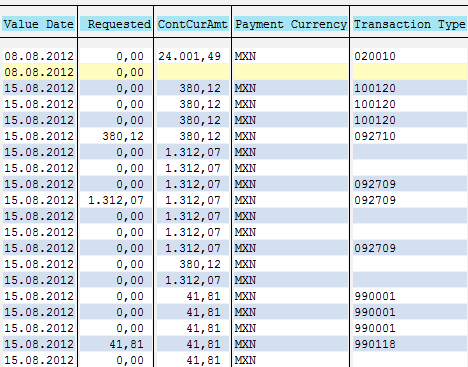 Value Date Requested ContCurAmt Payment Currency Transaction Type
08.08.2012 0,00 24.001,49 MXN 020010
08.08.2012 0,00
15.08.2012 0,00 380,12 MXN 100120
15.08.2012 0,00 380,12 MXN 100120
15.08.2012 0,00 380,12 MXN 100120
15.08.2012 380,12 380,12 MXN 092710
15.08.2012 0,00 1.312,07 MXN
15.08.2012 0,00 1.312,07 MXN
15.08.2012 0,00 1.312,07 MXN 092709
15.08.2012 1.312,07 1.312,07 MXN 092709
15.08.2012 0,00 1.312,07 MXN
15.08.2012 0,00 1.312,07 MXN
15.08.2012 0,00 1.312,07 MXN 092709
15.08.2012 0,00 380,12 MXN
15.08.2012 0,00 1.312,07 MXN
15.08.2012 0,00 41,81 MXN 990001
15.08.2012 0,00 41,81 MXN 990001
15.08.2012 0,00 41,81 MXN 990001
15.08.2012 41,81 41,81 MXN 990118
15.08.2012 0,00 41,81 MXN